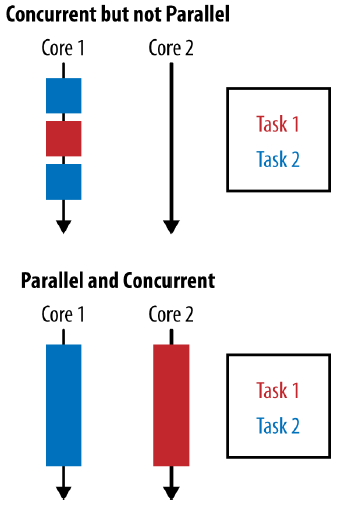 Concurrent but not Parallel
Core 1 Core 2
Task 1
Task 2
Parallel and Concurrent
Core 1 Core 2
Task 1
Task 2